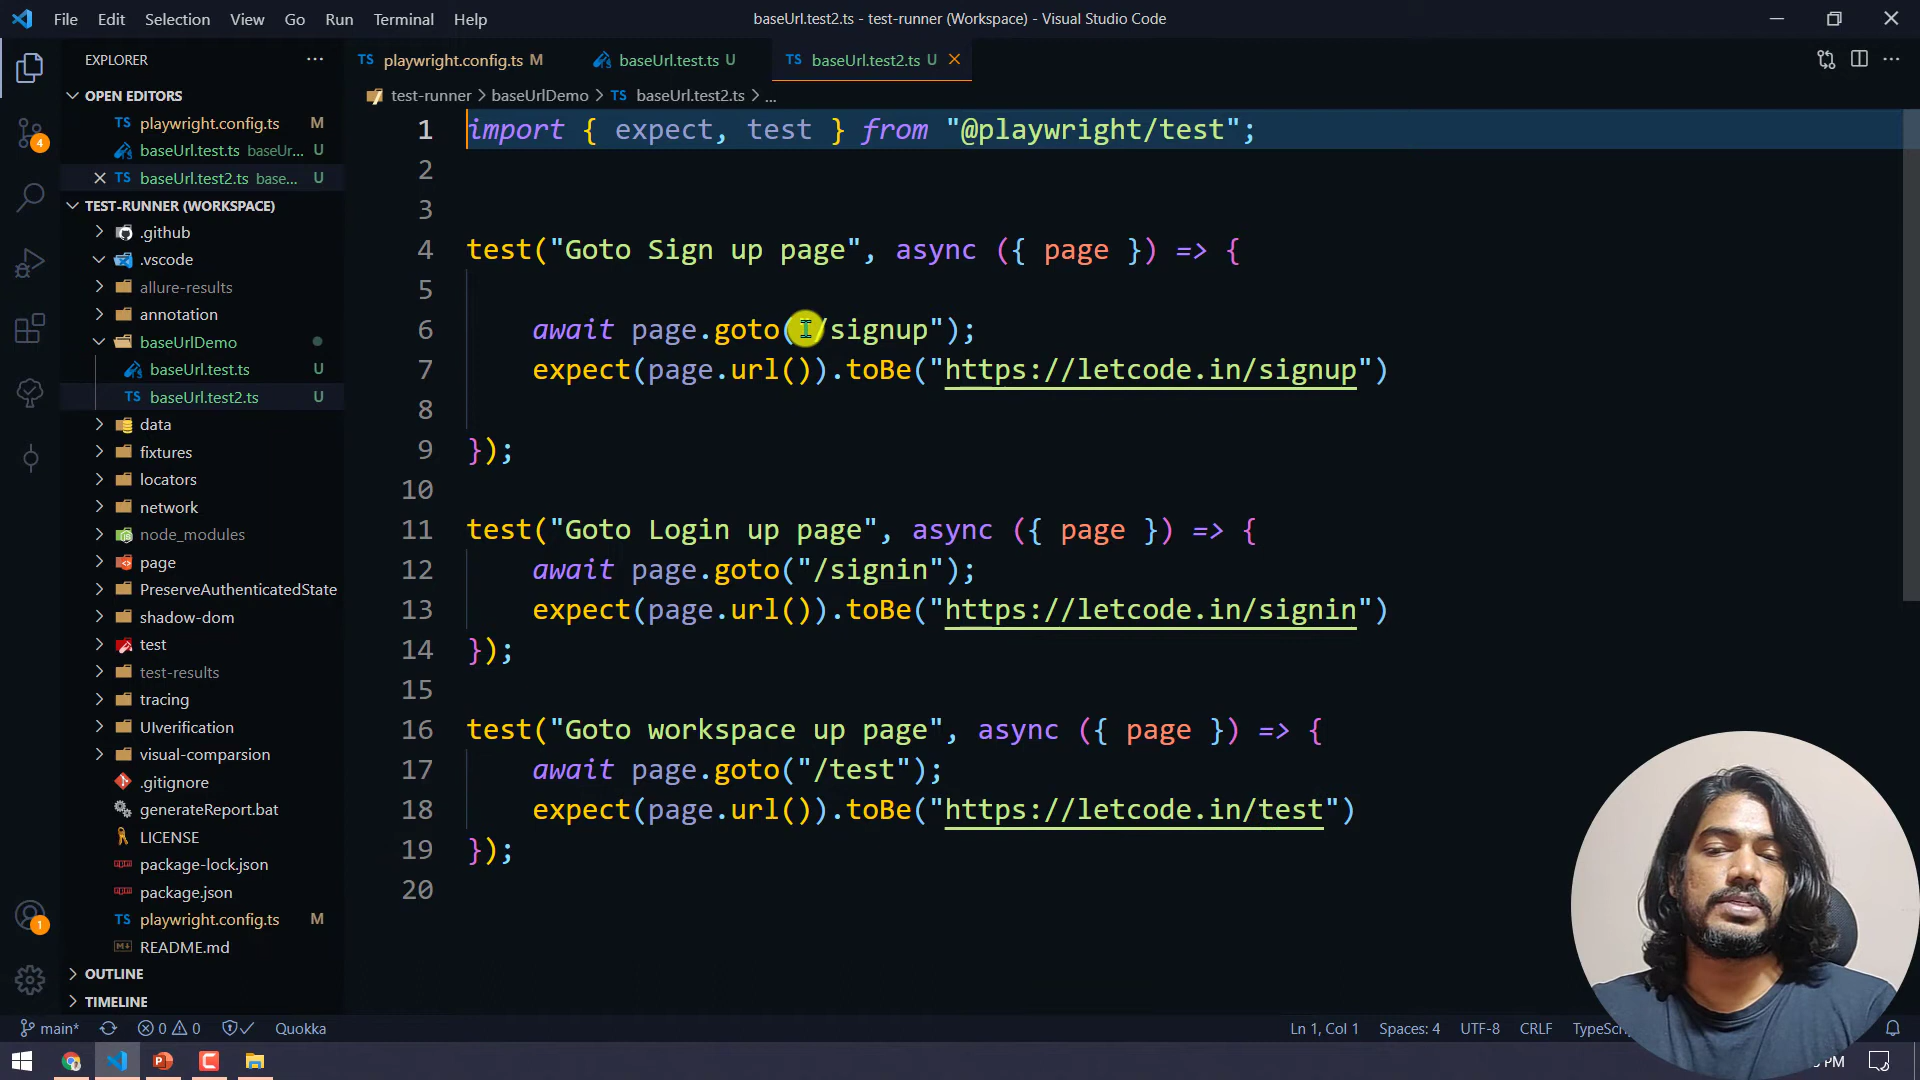 File Edit Selection View Go Run Terminal Help
baseUrl.test2.ts - test-runner (Workspace) - Visual Studio Code
EXPLORER
OPEN EDITORS
playwright.config.ts M
baseUrl.test.ts baseUr... U
baseUrl.test2.ts base... U
TEST-RUNNER (WORKSPACE)
.github
.vscode
allure-results
annotation
baseUrlDemo
baseUrl.test.ts U
TS baseUrl.test2.ts U
data
fixtures
locators
network
node_modules
page
PreserveAuthenticatedState
shadow-dom
test
test-results
tracing
UIverification
visual-comparsion
.gitignore
generateReport.bat
LICENSE
package-lock.json
package.json
TS playwright.config.ts M
README.md
OUTLINE
TIMELINE
TS playwright.config.ts M
baseUrl.test.ts U
TS baseUrl.test2.ts U
test-runner > baseUrlDemo > TS baseUrl.test2.ts > ...
1 import { expect, test } from "@playwright/test";
2
3
4 test("Goto Sign up page", async ({ page }) => {
5
6 await page.goto("/signup");
7 expect(page.url()).toBe("https://letcode.in/signup")
8
9 });
10
11 test("Goto Login up page", async ({ page }) => {
12 await page.goto("/signin");
13 expect(page.url()).toBe("https://letcode.in/signin")
14 });
15
16 test("Goto workspace up page", async ({ page }) => {
17 await page.goto("/test");
18 expect(page.url()).toBe("https://letcode.in/test")
19 });
20
main* 0 0 Quokka
Ln 1, Col 1 Spaces: 4 UTF-8 CRLF
PM